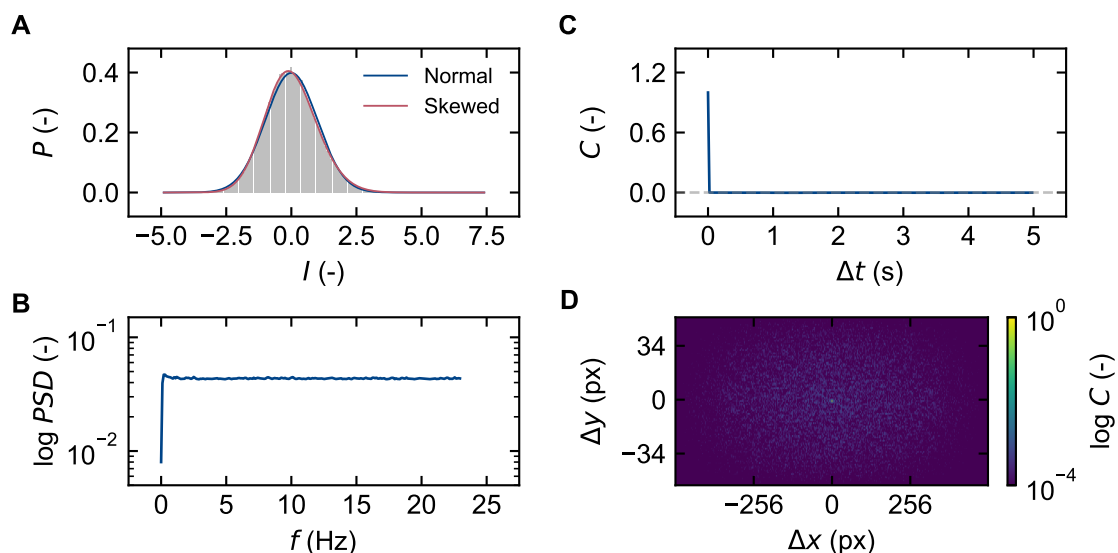 A
P (-)
0.4
0.2
0.0
Normal
Skewed
−5.0 −2.5 0.0 2.5 5.0 7.5
I (-)
B
log PSD (-)
10⁻¹
10⁻²
0 5 10 15 20 25
f (Hz)
C
C (-)
1.2
0.6
0.0
0 1 2 3 4 5
Δt (s)
D
Δy (px)
34
0
−34
−256 0 256
Δx (px)
10⁰
10⁻⁴
log C (-)